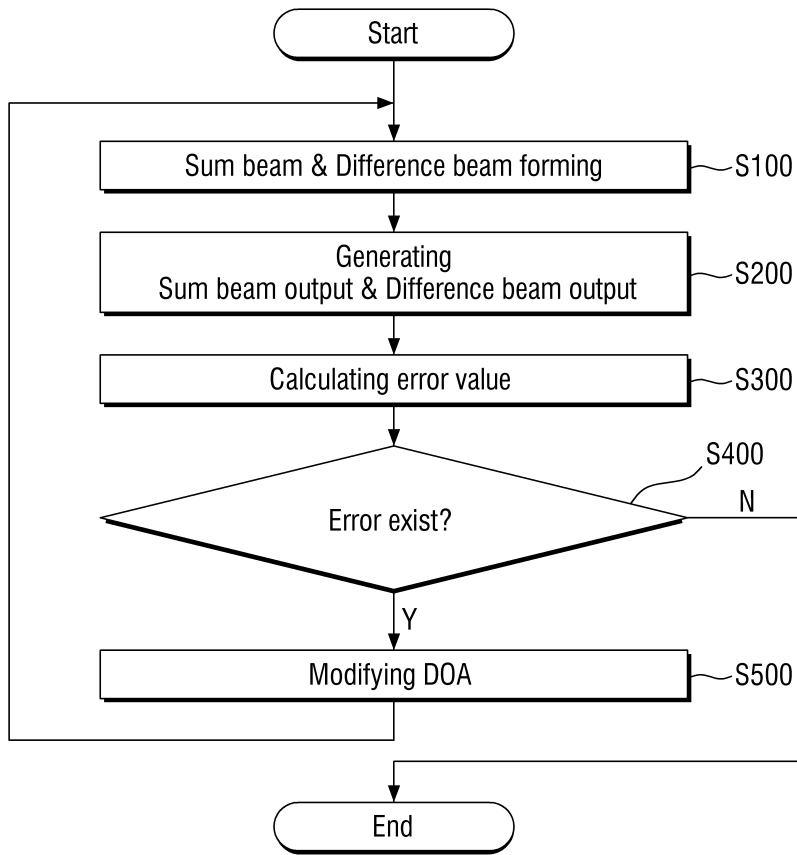 Start
Sum beam & Difference beam forming
S100
Generating
Sum beam output & Difference beam output
S200
Calculating error value
S300
S400
Error exist?
N
Y
Modifying DOA
S500
End